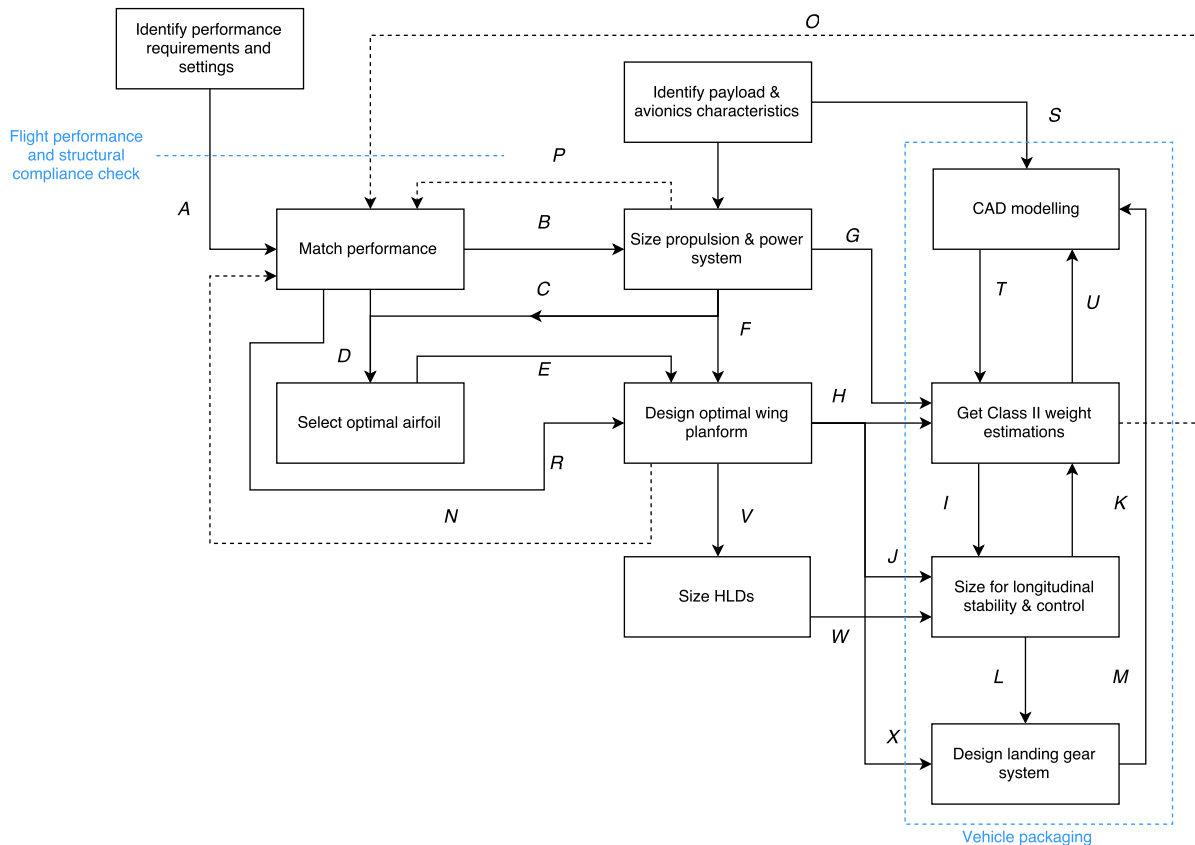 Identify performance
requirements and
settings
O
Identify payload &
avionics characteristics
S
Flight performance
and structural
compliance check
P
A
CAD modelling
Match performance
B
Size propulsion & power
system
G
C
T
U
F
D
E
Select optimal airfoil
Design optimal wing
planform
H
Get Class II weight
estimations
R
N
V
I
K
J
Size HLDs
Size for longitudinal
stability & control
W
L
M
X
Design landing gear
system
Vehicle packaging